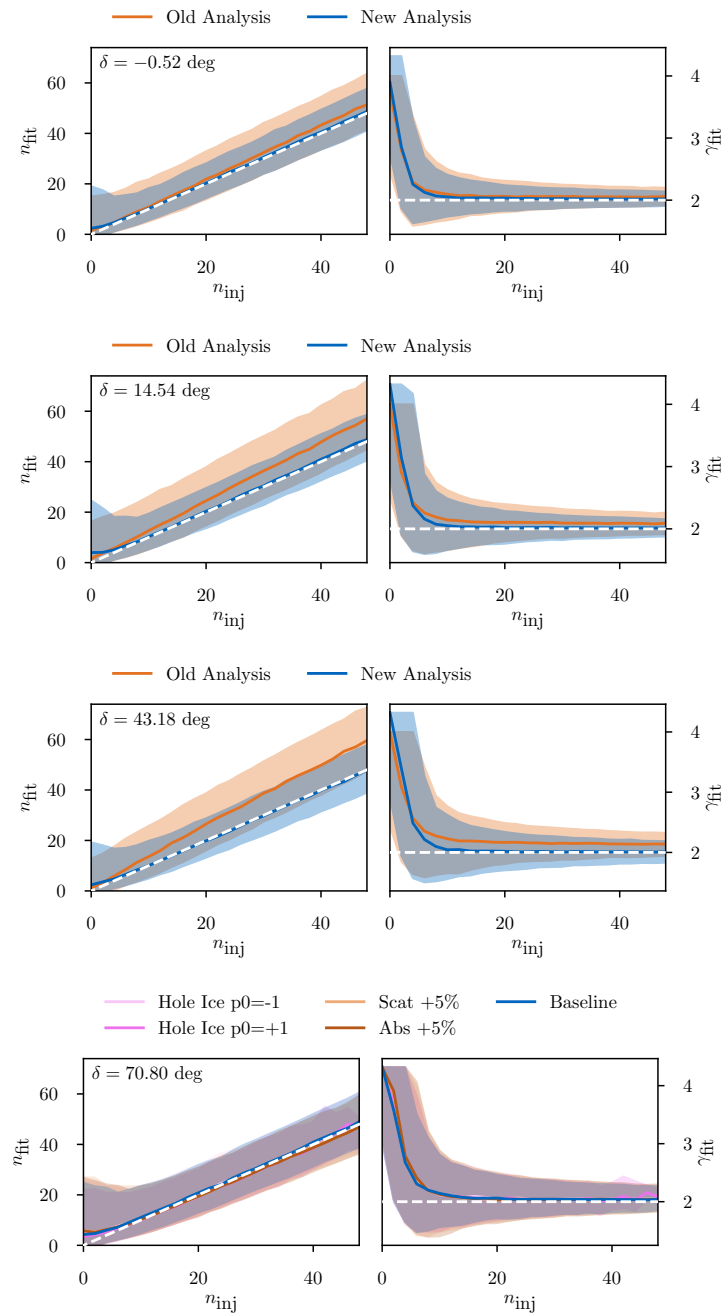 Old Analysis New Analysis
δ = −0.52 deg
60
40
20
0
n_fit
0 20 40
n_inj
4
3
2
γ_fit
0 20 40
n_inj
Old Analysis New Analysis
δ = 14.54 deg
60
40
20
0
n_fit
0 20 40
n_inj
4
3
2
γ_fit
0 20 40
n_inj
Old Analysis New Analysis
δ = 43.18 deg
60
40
20
0
n_fit
0 20 40
n_inj
4
3
2
γ_fit
0 20 40
n_inj
Hole Ice p0=-1 Scat +5% Baseline
Hole Ice p0=+1 Abs +5%
δ = 70.80 deg
60
40
20
0
n_fit
0 20 40
n_inj
4
3
2
γ_fit
0 20 40
n_inj